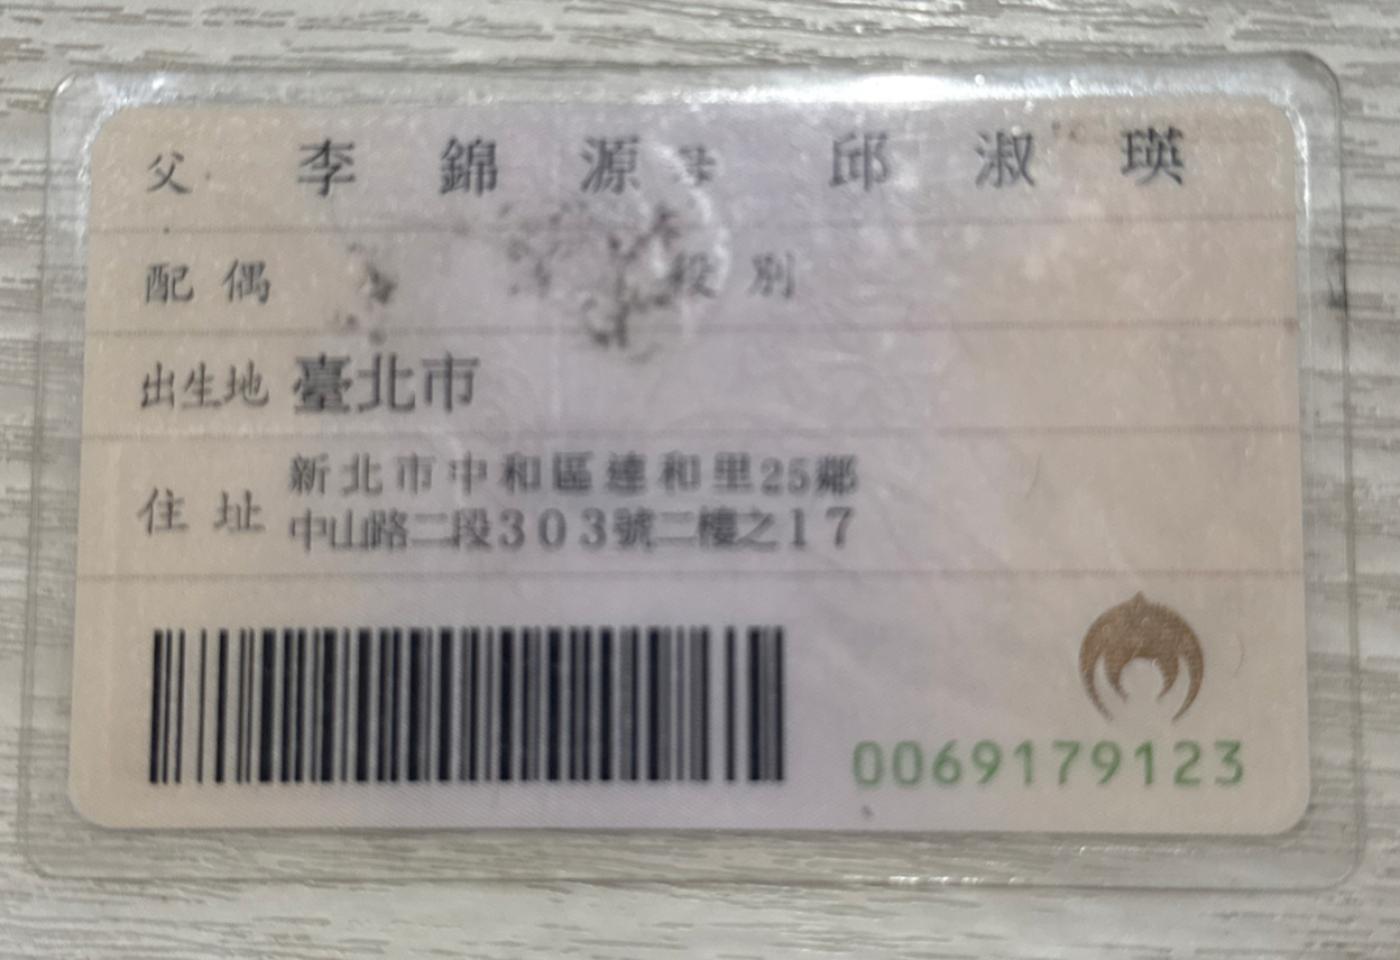 父 李錦源 母 邱淑瑛
配偶 役別
出生地 臺北市
住址 新北市中和區連和里25鄰
中山路二段303號二樓之17
0069179123